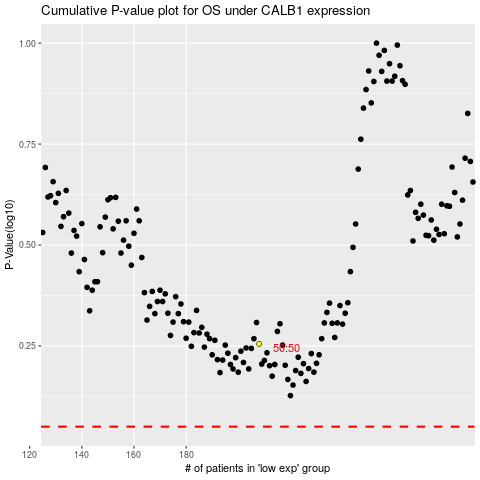 Cumulative P-value plot for OS under CALB1 expression
1.00
0.75
P-Value(log10)
0.50
0.25
50:50
120 140 160 180
# of patients in 'low exp' group